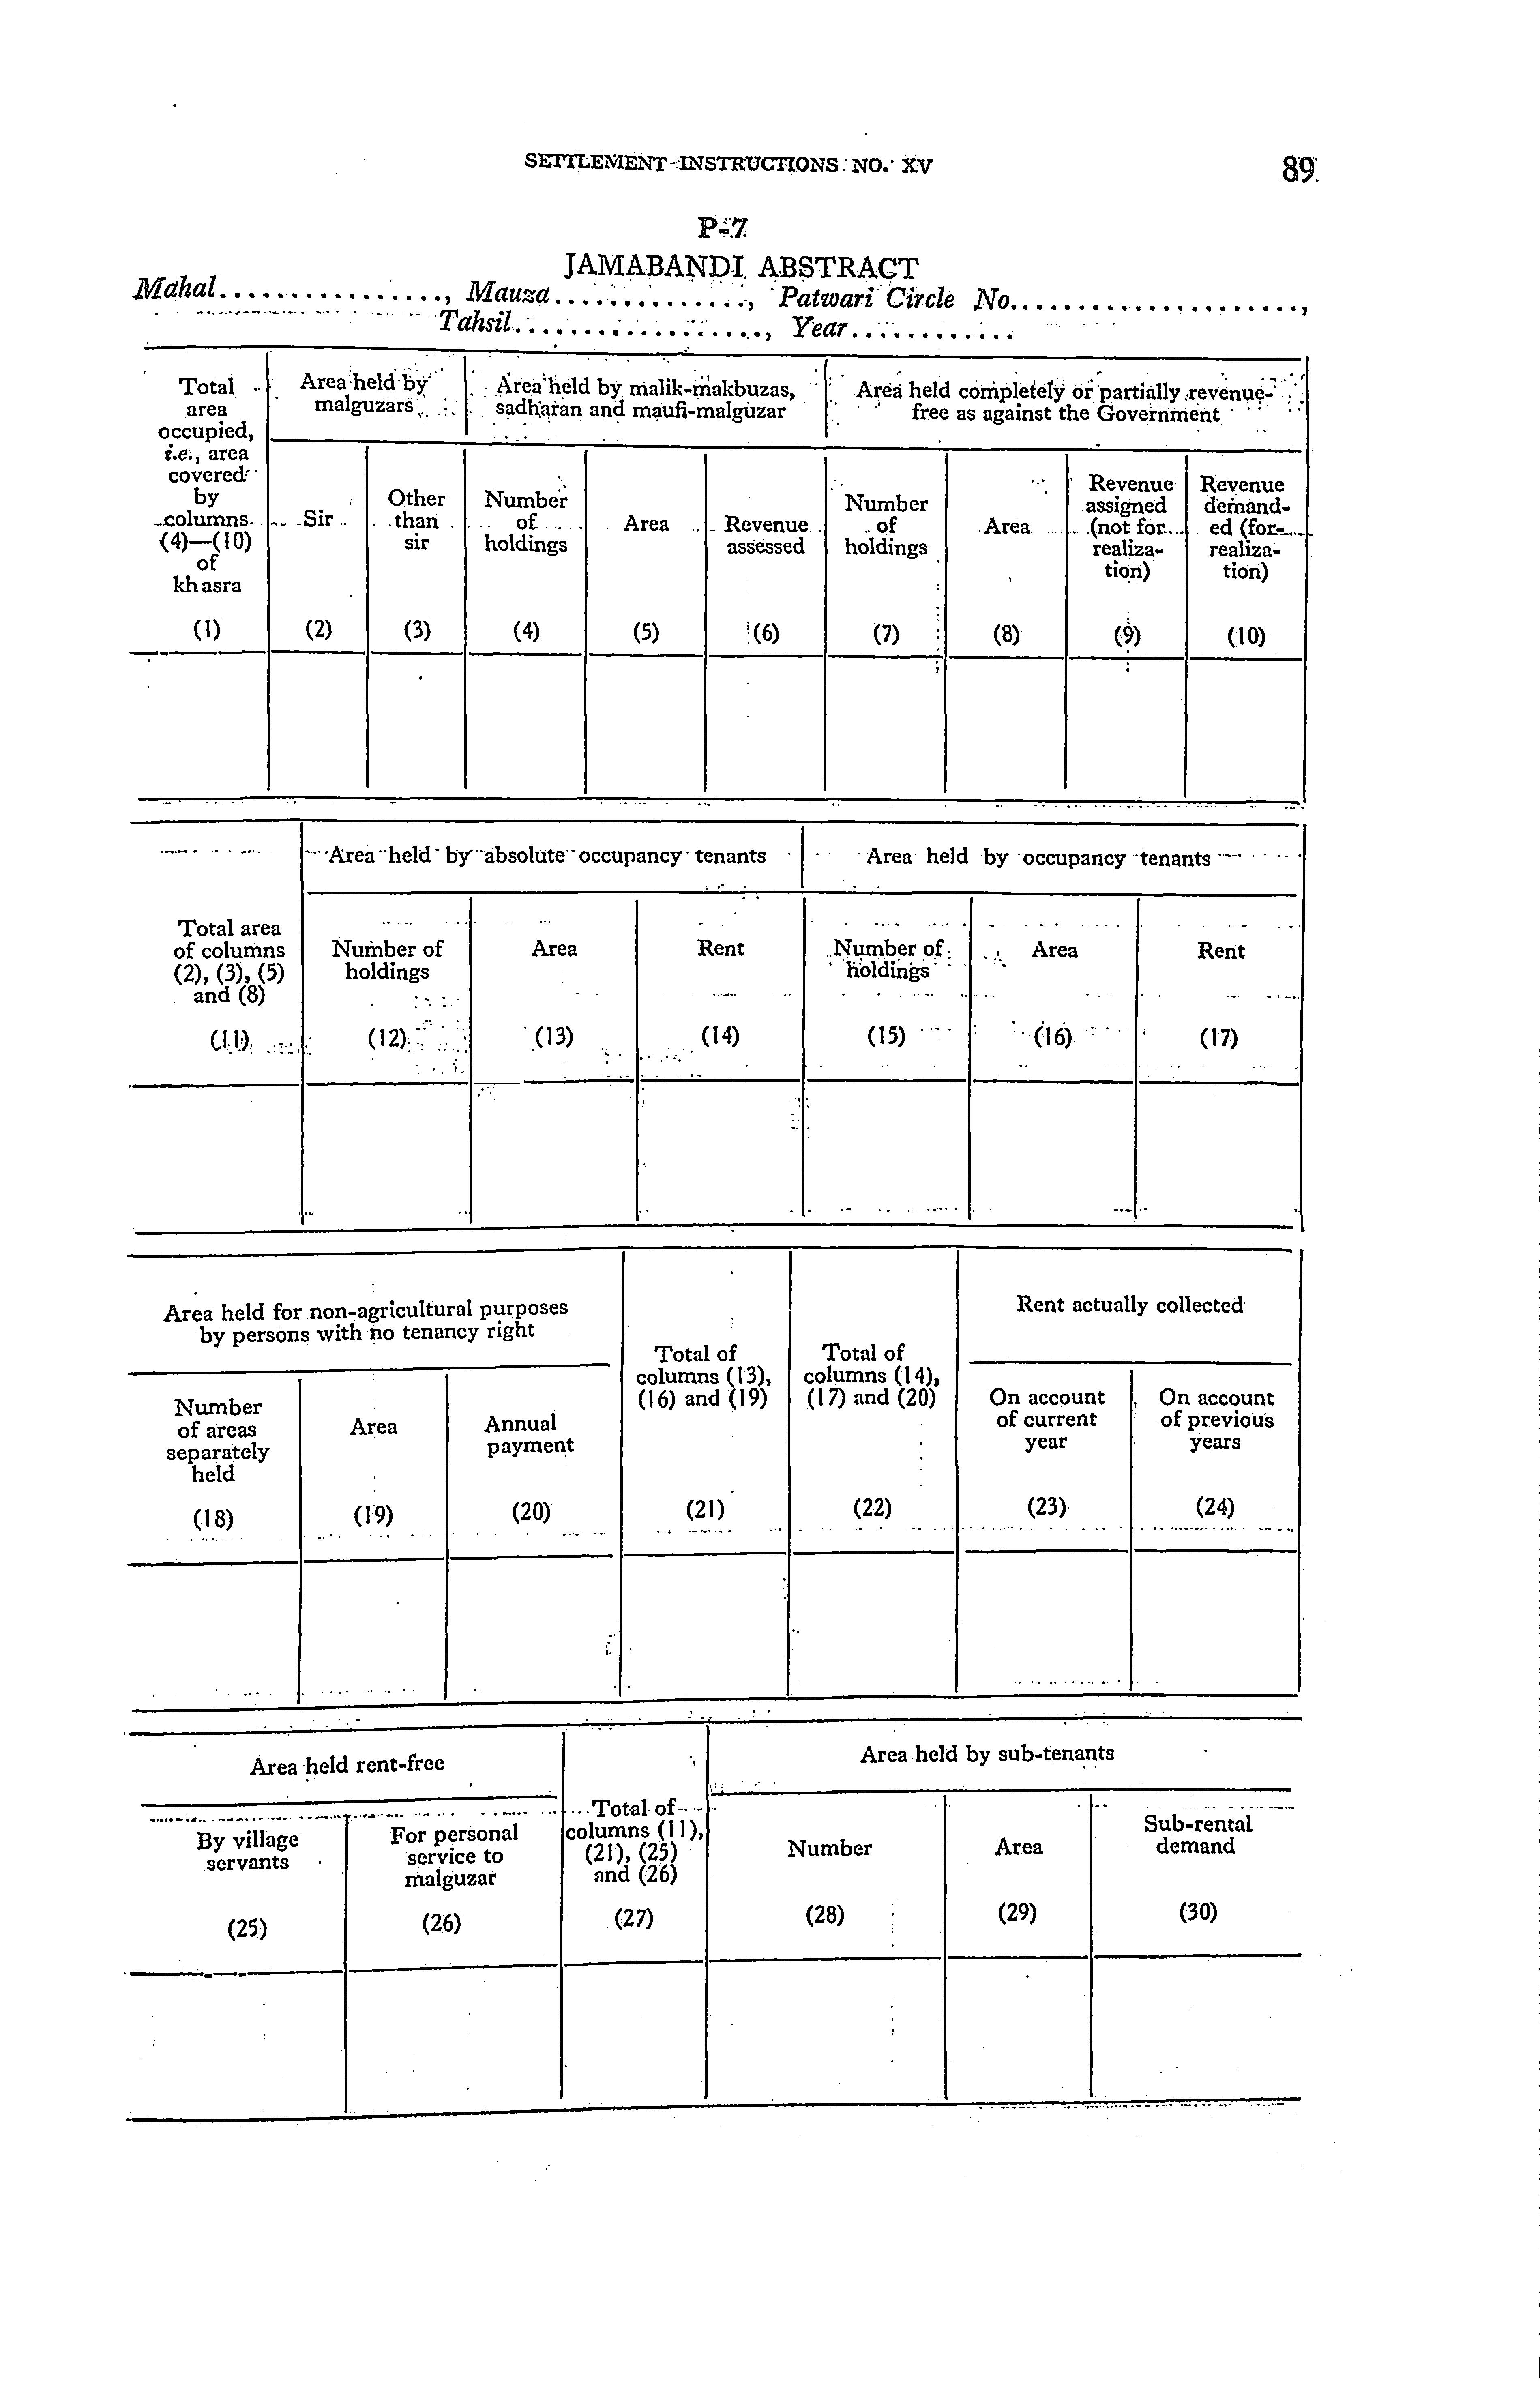 SETTLEMENT-INSTRUCTIONS NO. XV 89
P-7
JAMABANDI ABSTRACT
Mahal................, Mauza..............., Patwari Circle No.....................,
Tahsil..................., Year............
Total area occupied, i.e., area covered by columns (4)—(10) of khasra
Area held by malguzars
Area held by malik-makbuzas, sadharan and maufi-malguzar
Area held completely or partially revenue-free as against the Government
Sir
Other than sir
Number of holdings
Area
Revenue assessed
Number of holdings
Area
Revenue assigned (not for realiza-tion)
Revenue demand-ed (for realiza-tion)
(1) (2) (3) (4) (5) (6) (7) (8) (9) (10)
Total area of columns (2), (3), (5) and (8)
Area held by absolute occupancy tenants
Area held by occupancy tenants
Number of holdings
Area
Rent
Number of holdings
Area
Rent
(11) (12) (13) (14) (15) (16) (17)
Area held for non-agricultural purposes
by persons with no tenancy right
Total of columns (13), (16) and (19)
Total of columns (14), (17) and (20)
Rent actually collected
Number of areas separately held
Area
Annual payment
On account of current year
On account of previous years
(18) (19) (20) (21) (22) (23) (24)
Area held rent-free
Total of columns (11), (21), (25) and (26)
Area held by sub-tenants
By village servants
For personal service to malguzar
Number
Area
Sub-rental demand
(25) (26) (27) (28) (29) (30)